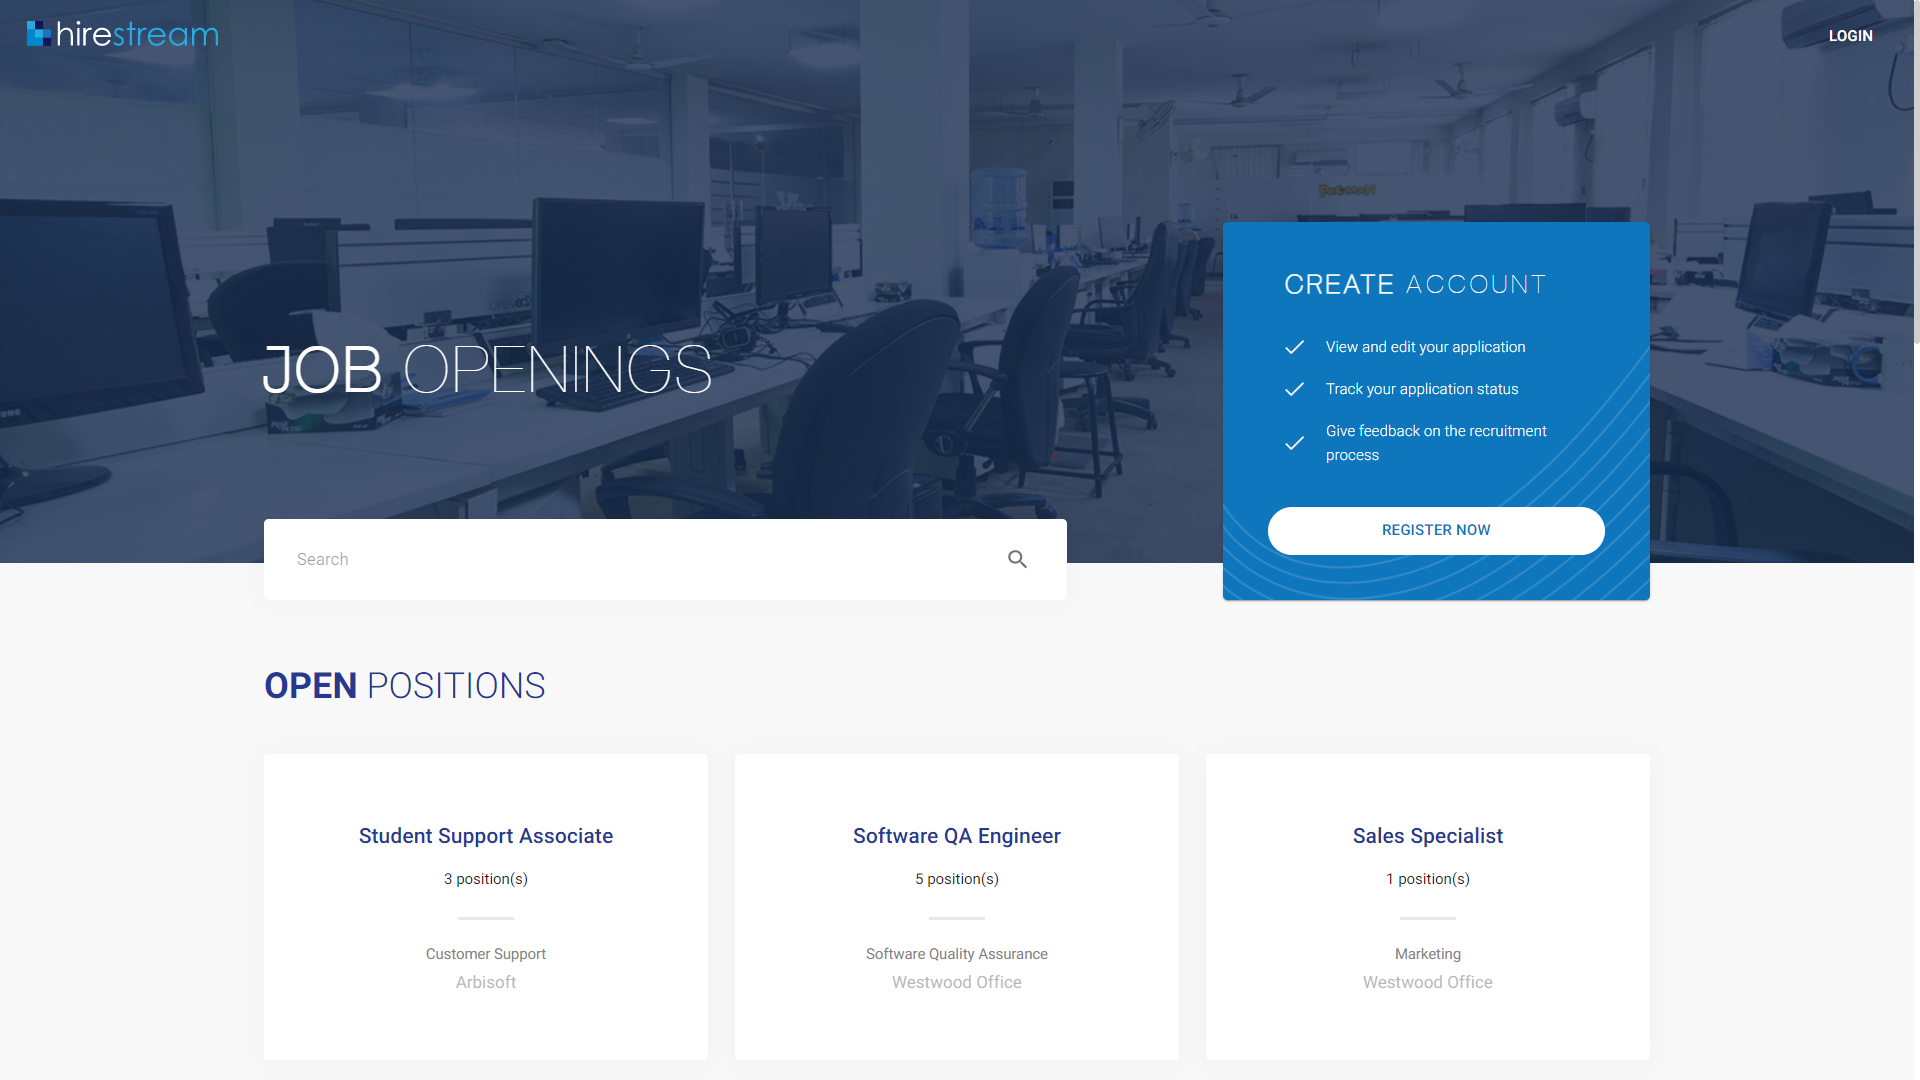 hirestream
LOGIN
JOB OPENINGS
CREATE ACCOUNT
View and edit your application
Track your application status
Give feedback on the recruitment
process
REGISTER NOW
Search
OPEN POSITIONS
Student Support Associate
3 position(s)
Customer Support
Arbisoft
Software QA Engineer
5 position(s)
Software Quality Assurance
Westwood Office
Sales Specialist
1 position(s)
Marketing
Westwood Office